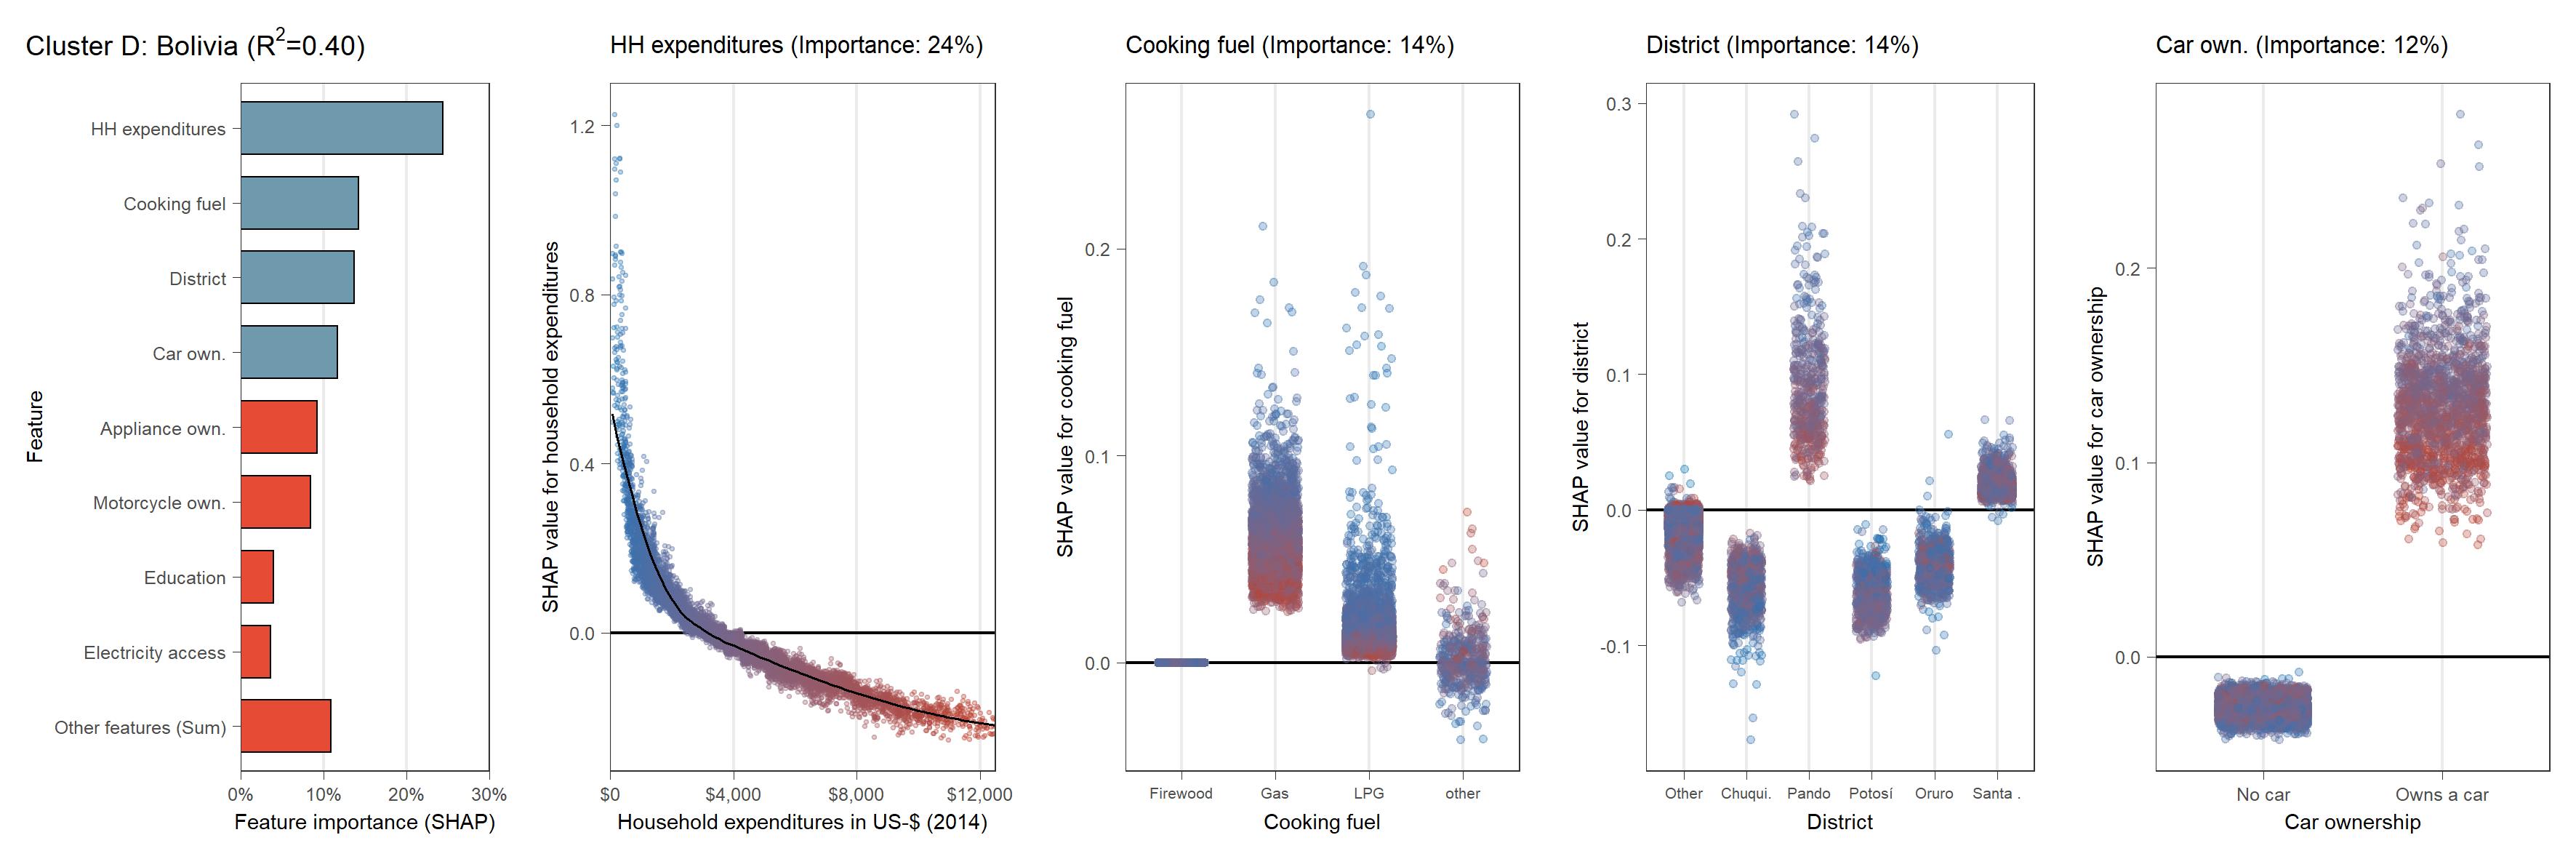 Cluster D: Bolivia (R²=0.40)
Feature
HH expenditures
Cooking fuel
District
Car own.
Appliance own.
Motorcycle own.
Education
Electricity access
Other features (Sum)
0% 10% 20% 30%
Feature importance (SHAP)
HH expenditures (Importance: 24%)
SHAP value for household expenditures
1.2
0.8
0.4
0.0
$0 $4,000 $8,000 $12,000
Household expenditures in US-$ (2014)
Cooking fuel (Importance: 14%)
SHAP value for cooking fuel
0.2
0.1
0.0
Firewood Gas LPG other
Cooking fuel
District (Importance: 14%)
SHAP value for district
0.3
0.2
0.1
0.0
-0.1
Other Chuqui. Pando Potosí Oruro Santa .
District
Car own. (Importance: 12%)
SHAP value for car ownership
0.2
0.1
0.0
No car Owns a car
Car ownership